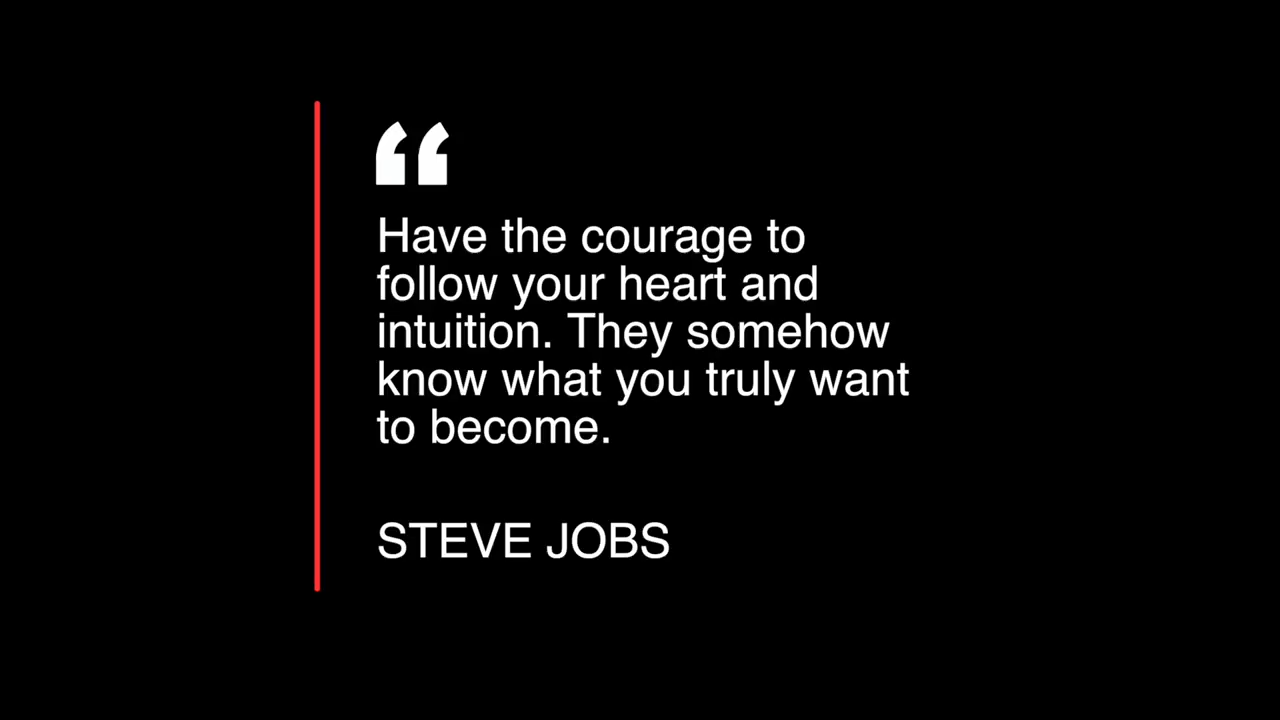 “
Have the courage to
follow your heart and
intuition. They somehow
know what you truly want
to become.
STEVE JOBS